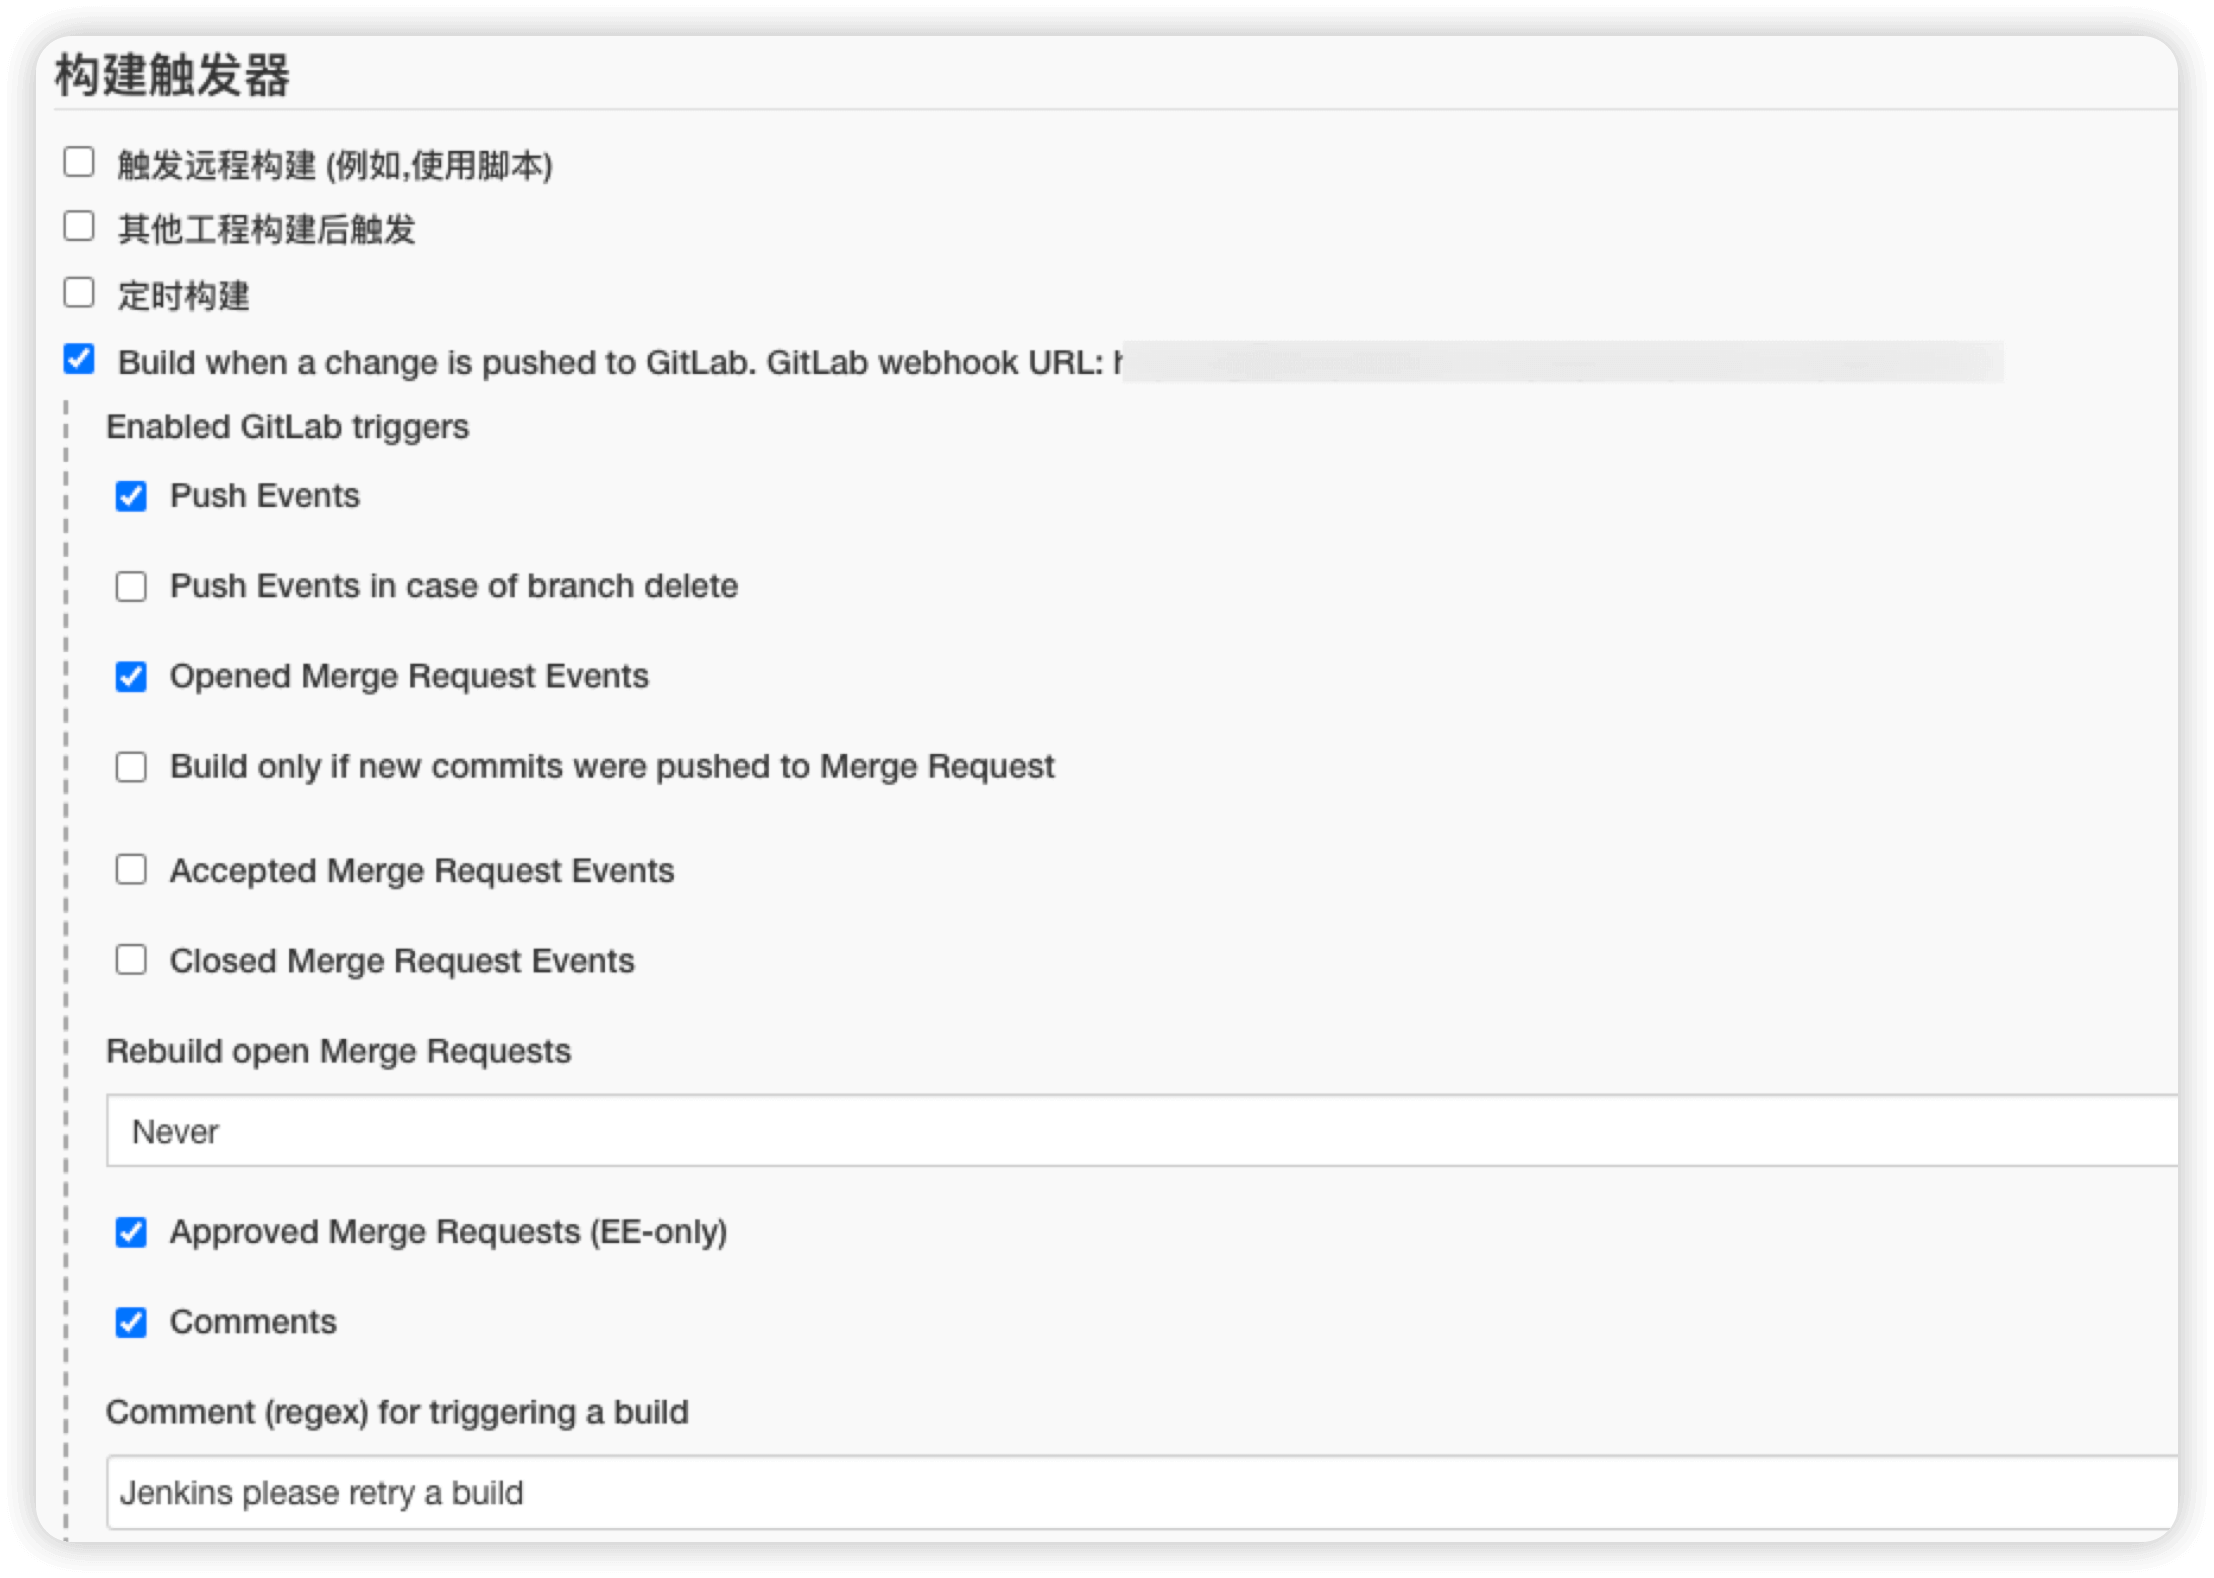 构建触发器
触发远程构建 (例如,使用脚本)
其他工程构建后触发
定时构建
Build when a change is pushed to GitLab. GitLab webhook URL:
Enabled GitLab triggers
Push Events
Push Events in case of branch delete
Opened Merge Request Events
Build only if new commits were pushed to Merge Request
Accepted Merge Request Events
Closed Merge Request Events
Rebuild open Merge Requests
Never
Approved Merge Requests (EE-only)
Comments
Comment (regex) for triggering a build
Jenkins please retry a build